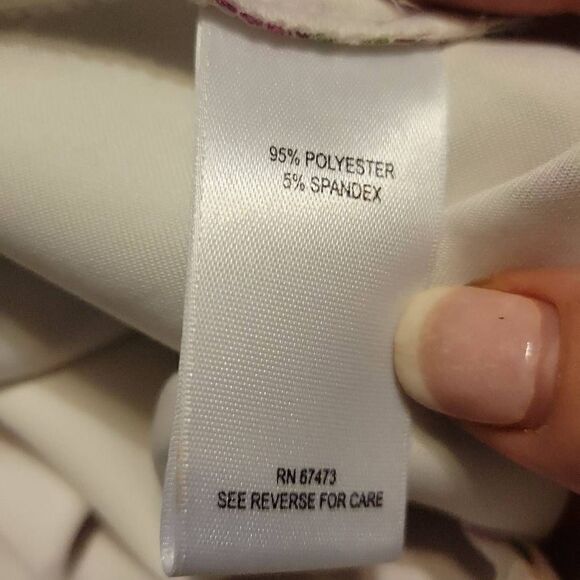 95% POLYESTER
5% SPANDEX
RN 67473
SEE REVERSE FOR CARE